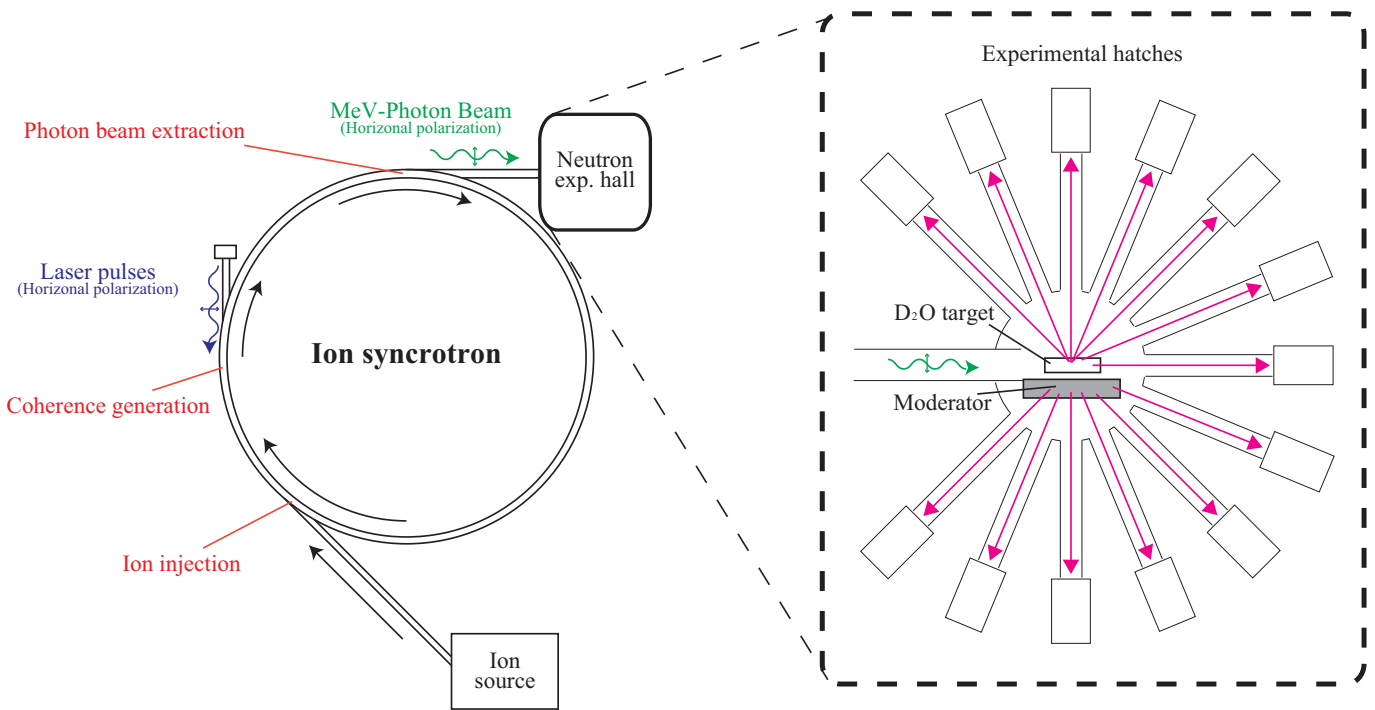 MeV-Photon Beam
(Horizonal polarization)
Photon beam extraction
Neutron
exp. hall
Laser pulses
(Horizonal polarization)
Ion syncrotron
Coherence generation
Ion injection
Ion
source
Experimental hatches
D₂O target
Moderator